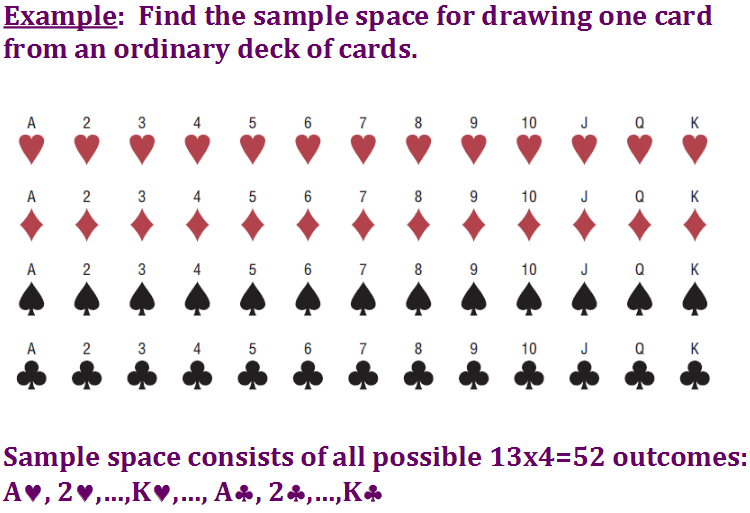 Example:  Find the sample space for drawing one card
from an ordinary deck of cards.
A 2 3 4 5 6 7 8 9 10 J Q K
♥ ♥ ♥ ♥ ♥ ♥ ♥ ♥ ♥ ♥ ♥ ♥ ♥
A 2 3 4 5 6 7 8 9 10 J Q K
♦ ♦ ♦ ♦ ♦ ♦ ♦ ♦ ♦ ♦ ♦ ♦ ♦
A 2 3 4 5 6 7 8 9 10 J Q K
♠ ♠ ♠ ♠ ♠ ♠ ♠ ♠ ♠ ♠ ♠ ♠ ♠
A 2 3 4 5 6 7 8 9 10 J Q K
♣ ♣ ♣ ♣ ♣ ♣ ♣ ♣ ♣ ♣ ♣ ♣ ♣
Sample space consists of all possible 13x4=52 outcomes:
A♥, 2♥,...,K♥,..., A♣, 2♣,...,K♣